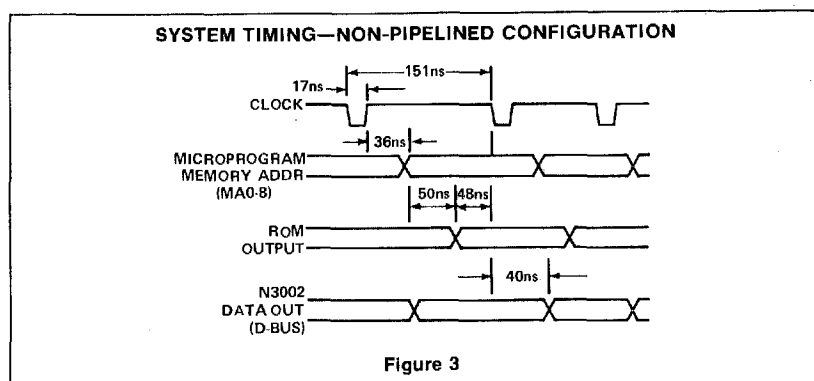 SYSTEM TIMING—NON-PIPELINED CONFIGURATION
151ns
17ns
CLOCK
36ns
MICROPROGRAM
MEMORY ADDR
(MA0-8)
50ns
48ns
ROM
OUTPUT
40ns
N3002
DATA OUT
(D-BUS)
Figure 3